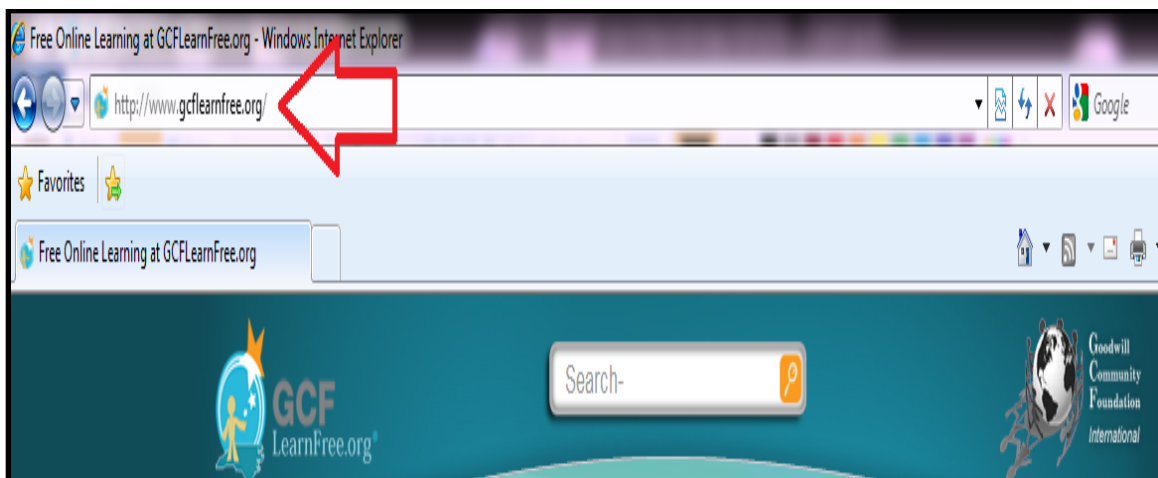 Free Online Learning at GCFLearnFree.org - Windows Internet Explorer
http://www.gcflearnfree.org/
Google
Favorites
Free Online Learning at GCFLearnFree.org
Search-
GCF
LearnFree.org
Goodwill
Community
Foundation
International